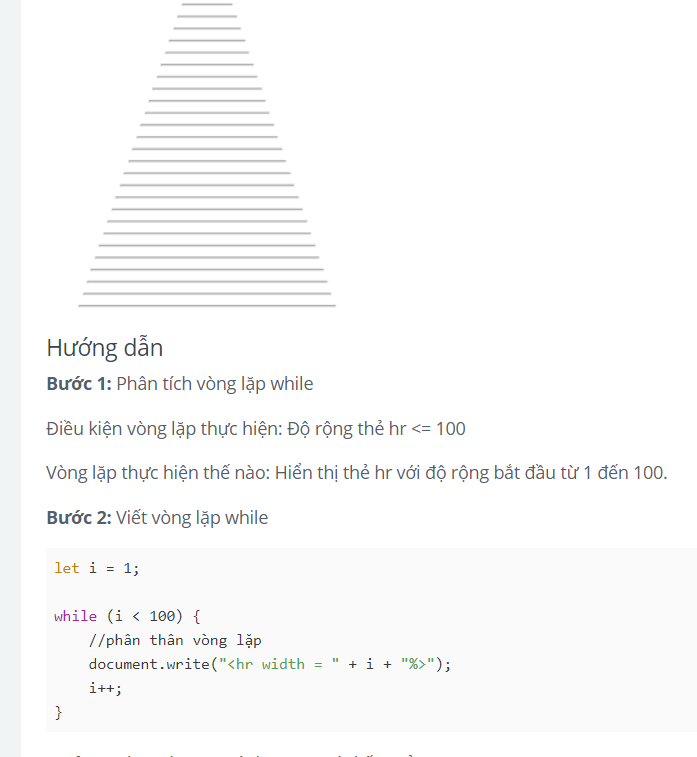 Hướng dẫn
Bước 1: Phân tích vòng lặp while
Điều kiện vòng lặp thực hiện: Độ rộng thẻ hr <= 100
Vòng lặp thực hiện thế nào: Hiển thị thẻ hr với độ rộng bắt đầu từ 1 đến 100.
Bước 2: Viết vòng lặp while
let i = 1;
while (i < 100) {
    //phân thân vòng lặp
    document.write("<hr width = " + i + "%>");
    i++;
}